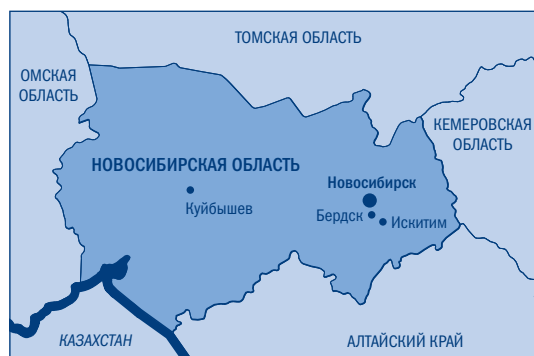 ТОМСКАЯ ОБЛАСТЬ
ОМСКАЯ
ОБЛАСТЬ
КЕМЕРОВСКАЯ
ОБЛАСТЬ
НОВОСИБИРСКАЯ ОБЛАСТЬ
Новосибирск
Куйбышев
Бердск
Искитим
КАЗАХСТАН
АЛТАЙСКИЙ КРАЙ